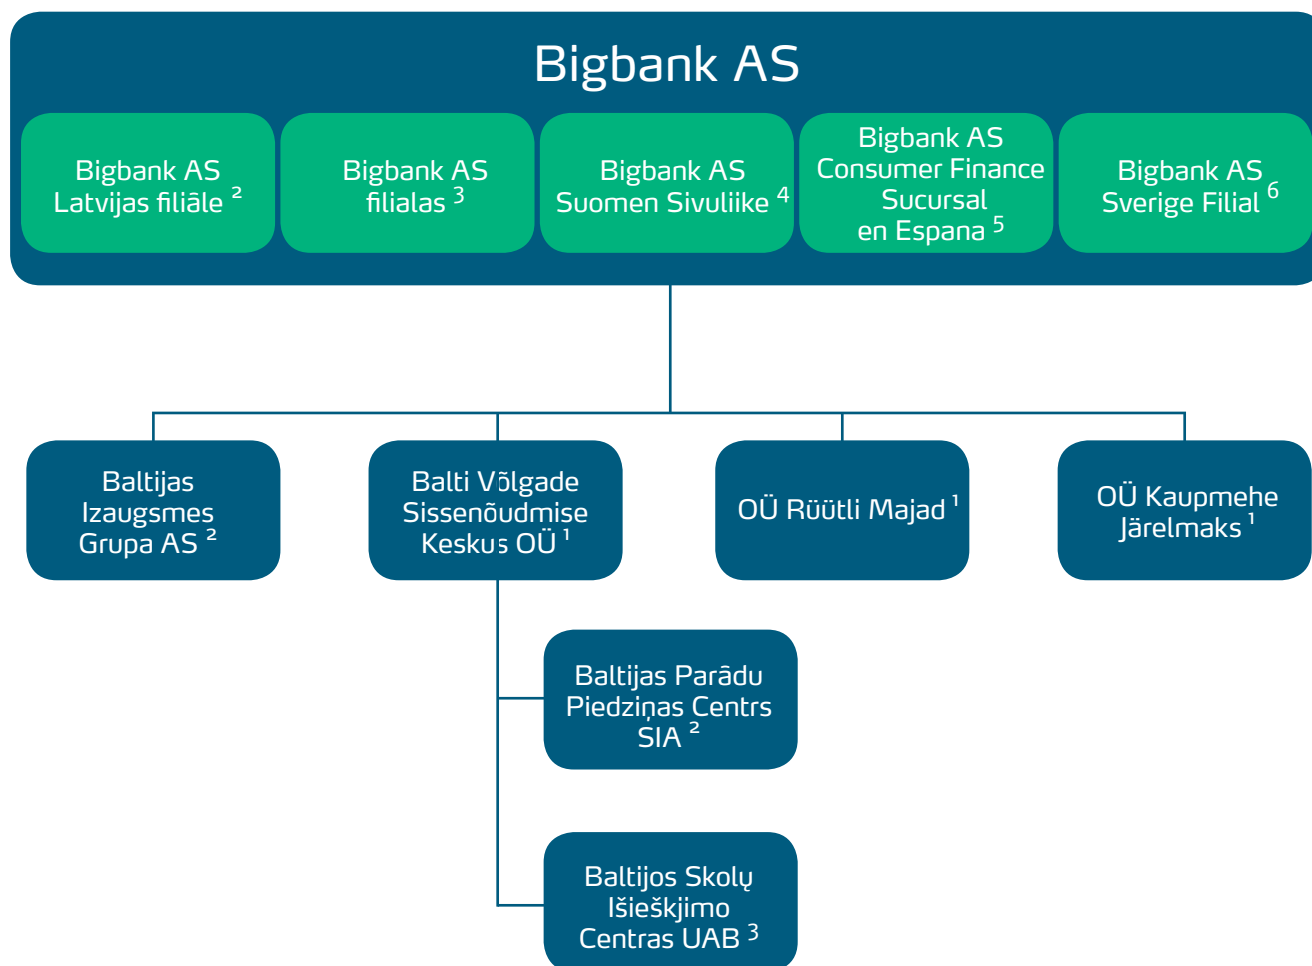 Bigbank AS
Bigbank AS
Latvijas filiāle ²
Bigbank AS
filialas ³
Bigbank AS
Suomen Sivuliike ⁴
Bigbank AS
Consumer Finance
Sucursal
en Espana ⁵
Bigbank AS
Sverige Filial ⁶
Baltijas
Izaugsmes
Grupa AS ²
Balti Võlgade
Sissenõudmise
Keskus OÜ ¹
OÜ Rüütli Majad ¹
OÜ Kaupmehe
Järelmaks ¹
Baltijas Parādu
Piedziņas Centrs
SIA ²
Baltijos Skolų
Išieškjimo
Centras UAB ³